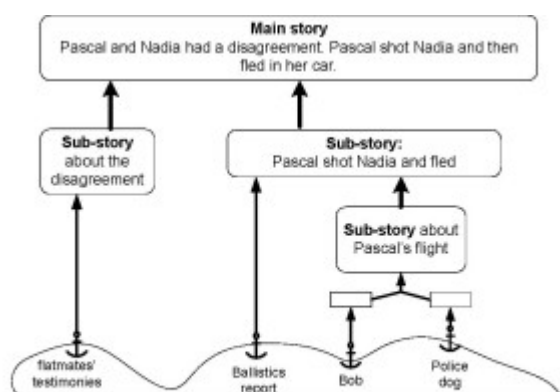 Main story
Pascal and Nadia had a disagreement. Pascal shot Nadia and then
fled in her car.
Sub-story
about the
disagreement
Sub-story:
Pascal shot Nadia and fled
Sub-story about
Pascal's flight
flatmates'
testimonies
Ballistics
report
Bob
Police
dog